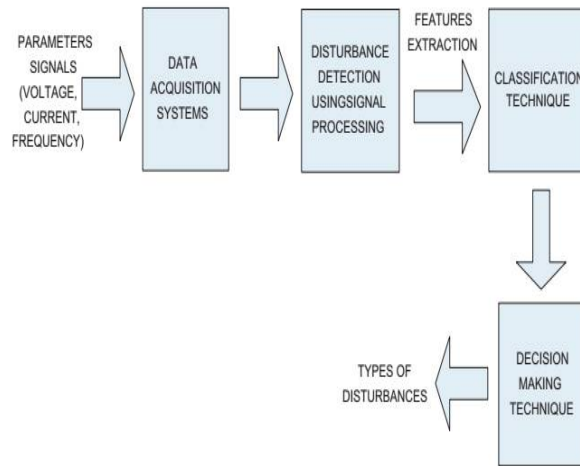 PARAMETERS
SIGNALS
(VOLTAGE,
CURRENT,
FREQUENCY)
DATA
ACQUISITION
SYSTEMS
DISTURBANCE
DETECTION
USINGSIGNAL
PROCESSING
FEATURES
EXTRACTION
CLASSIFICATION
TECHNIQUE
DECISION
MAKING
TECHNIQUE
TYPES OF
DISTURBANCES